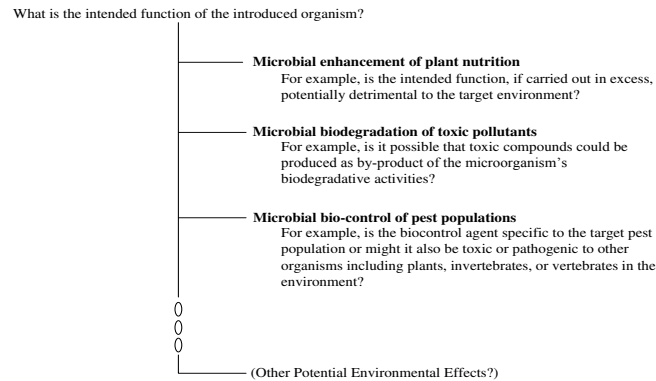 What is the intended function of the introduced organism?
Microbial enhancement of plant nutrition
For example, is the intended function, if carried out in excess,
potentially detrimental to the target environment?
Microbial biodegradation of toxic pollutants
For example, is it possible that toxic compounds could be
produced as by-product of the microorganism's
biodegradative activities?
Microbial bio-control of pest populations
For example, is the biocontrol agent specific to the target pest
population or might it also be toxic or pathogenic to other
organisms including plants, invertebrates, or vertebrates in the
environment?
(Other Potential Environmental Effects?)